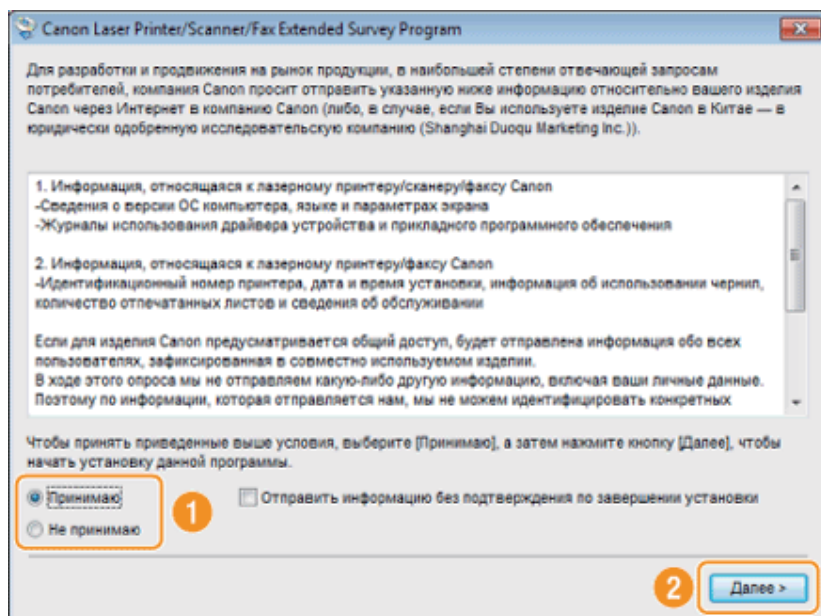 Canon Laser Printer/Scanner/Fax Extended Survey Program
Для разработки и продвижения на рынок продукции, в наибольшей степени отвечающей запросам
потребителей, компания Canon просит отправить указанную ниже информацию относительно вашего изделия
Canon через Интернет в компанию Canon (либо, в случае, если Вы используете изделие Canon в Китае — в
юридически одобренную исследовательскую компанию (Shanghai Duoqu Marketing Inc.)).
1. Информация, относящаяся к лазерному принтеру/сканеру/факсу Canon
-Сведения о версии ОС компьютера, языке и параметрах экрана
-Журналы использования драйвера устройства и прикладного программного обеспечения
2. Информация, относящаяся к лазерному принтеру/факсу Canon
-Идентификационный номер принтера, дата и время установки, информация об использовании чернил,
количество отпечатанных листов и сведения об обслуживании
Если для изделия Canon предусматривается общий доступ, будет отправлена информация обо всех
пользователях, зафиксированная в совместно используемом изделии.
В ходе этого опроса мы не отправляем какую-либо другую информацию, включая ваши личные данные.
Поэтому по информации, которая отправляется нам, мы не можем идентифицировать конкретных
Чтобы принять приведенные выше условия, выберите [Принимаю], а затем нажмите кнопку [Далее], чтобы
начать установку данной программы.
Принимаю
1
Отправить информацию без подтверждения по завершении установки
Не принимаю
2
Далее >